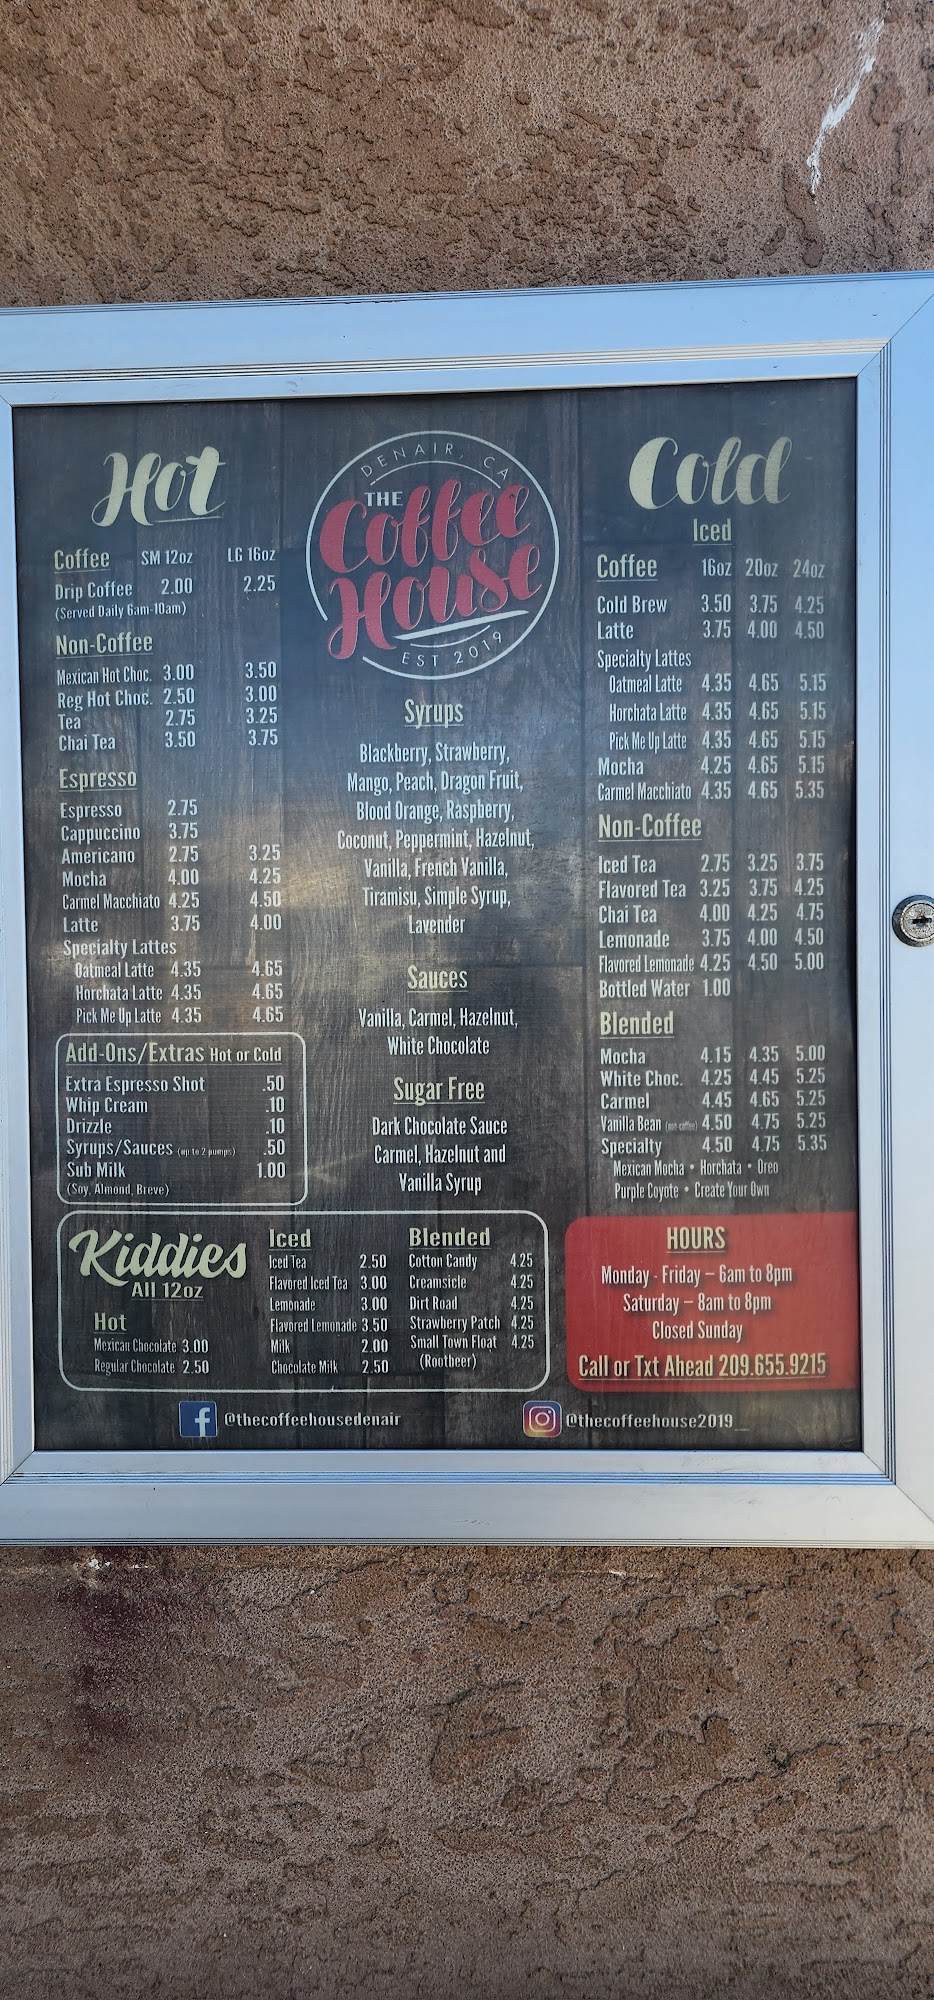 Hot
Coffee SM 12oz LG 16oz
Drip Coffee 2.00 2.25
(Served Daily 6am-10am)
Non-Coffee
Mexican Hot Choc. 3.00 3.50
Reg Hot Choc. 2.50 3.00
Tea 2.75 3.25
Chai Tea 3.50 3.75
Espresso
Espresso 2.75
Cappuccino 3.75
Americano 2.75 3.25
Mocha 4.00 4.25
Carmel Macchiato 4.25 4.50
Latte 3.75 4.00
Specialty Lattes
Oatmeal Latte 4.35 4.65
Horchata Latte 4.35 4.65
Pick Me Up Latte 4.35 4.65
Add-Ons/Extras Hot or Cold
Extra Espresso Shot .50
Whip Cream .10
Drizzle .10
Syrups/Sauces (up to 2 pumps) .50
Sub Milk 1.00
(Soy, Almond, Breve)
DENAIR, CA
THE
Coffee
House
EST 2019
Syrups
Blackberry, Strawberry,
Mango, Peach, Dragon Fruit,
Blood Orange, Raspberry,
Coconut, Peppermint, Hazelnut,
Vanilla, French Vanilla,
Tiramisu, Simple Syrup,
Lavender
Sauces
Vanilla, Carmel, Hazelnut,
White Chocolate
Sugar Free
Dark Chocolate Sauce
Carmel, Hazelnut and
Vanilla Syrup
Cold
Iced
Coffee 16oz 20oz 24oz
Cold Brew 3.50 3.75 4.25
Latte 3.75 4.00 4.50
Specialty Lattes
Oatmeal Latte 4.35 4.65 5.15
Horchata Latte 4.35 4.65 5.15
Pick Me Up Latte 4.35 4.65 5.15
Mocha 4.25 4.65 5.15
Carmel Macchiato 4.35 4.65 5.35
Non-Coffee
Iced Tea 2.75 3.25 3.75
Flavored Tea 3.25 3.75 4.25
Chai Tea 4.00 4.25 4.75
Lemonade 3.75 4.00 4.50
Flavored Lemonade 4.25 4.50 5.00
Bottled Water 1.00
Blended
Mocha 4.15 4.35 5.00
White Choc. 4.25 4.45 5.25
Carmel 4.45 4.65 5.25
Vanilla Bean (non-coffee) 4.50 4.75 5.25
Specialty 4.50 4.75 5.35
Mexican Mocha • Horchata • Oreo
Purple Coyote • Create Your Own
Kiddies
All 12oz
Hot
Mexican Chocolate 3.00
Regular Chocolate 2.50
Iced
Iced Tea 2.50
Flavored Iced Tea 3.00
Lemonade 3.00
Flavored Lemonade 3.50
Milk 2.00
Chocolate Milk 2.50
Blended
Cotton Candy 4.25
Creamsicle 4.25
Dirt Road 4.25
Strawberry Patch 4.25
Small Town Float 4.25
(Rootbeer)
HOURS
Monday - Friday – 6am to 8pm
Saturday – 8am to 8pm
Closed Sunday
Call or Txt Ahead 209.655.9215
f @thecoffeehousedenair
@thecoffeehouse2019_